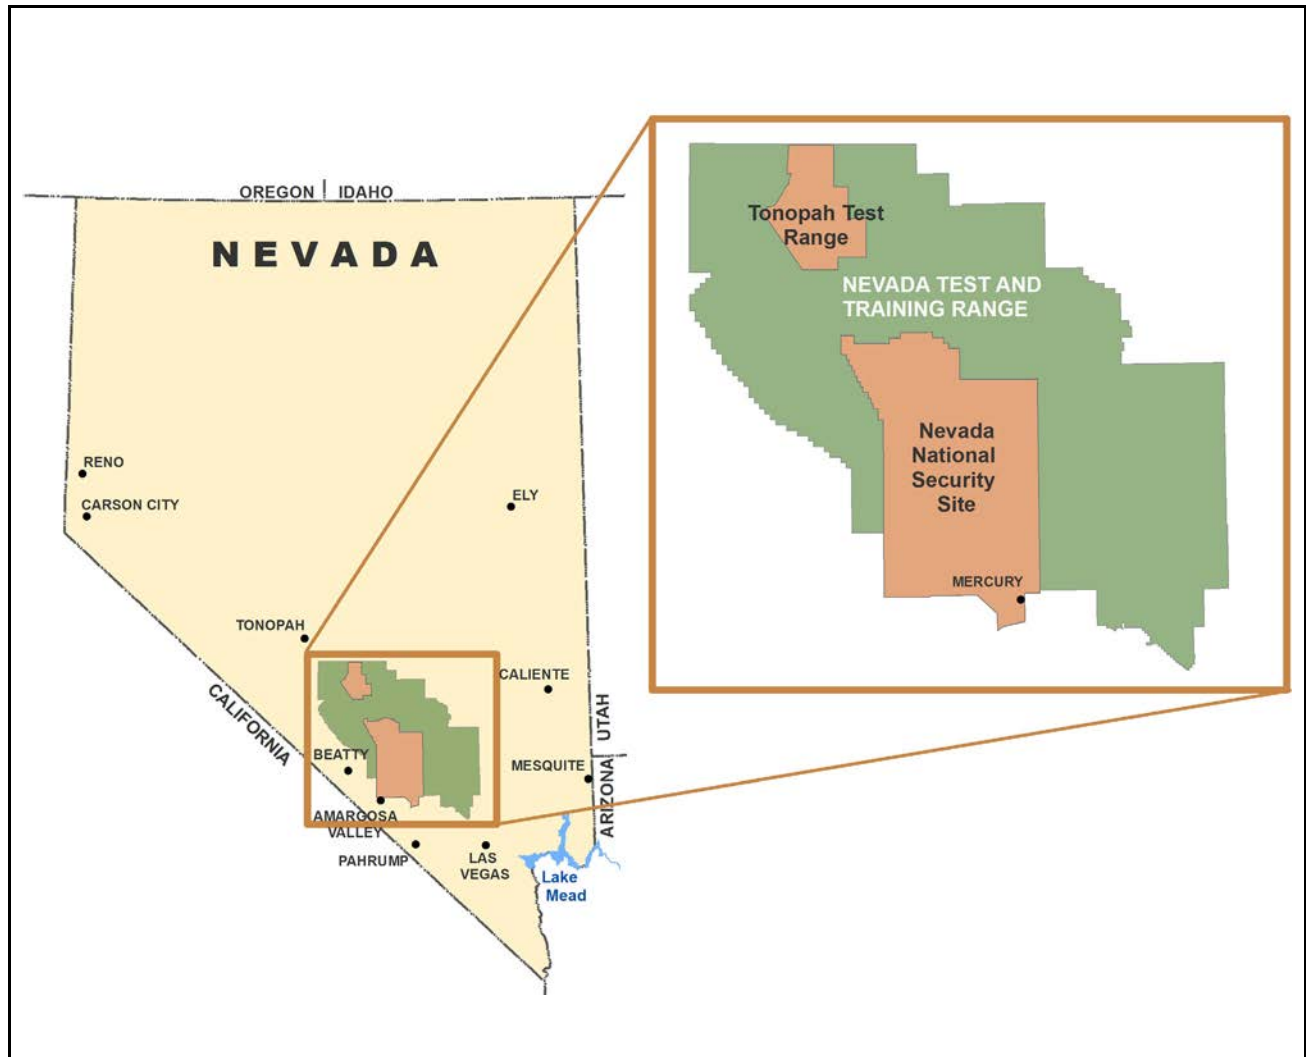 OREGON
IDAHO
NEVADA
RENO
CARSON CITY
ELY
TONOPAH
CALIENTE
CALIFORNIA
UTAH
BEATTY
MESQUITE
ARIZONA
AMARGOSA
VALLEY
PAHRUMP
LAS
VEGAS
Lake
Mead
Tonopah Test
Range
NEVADA TEST AND
TRAINING RANGE
Nevada
National
Security
Site
MERCURY